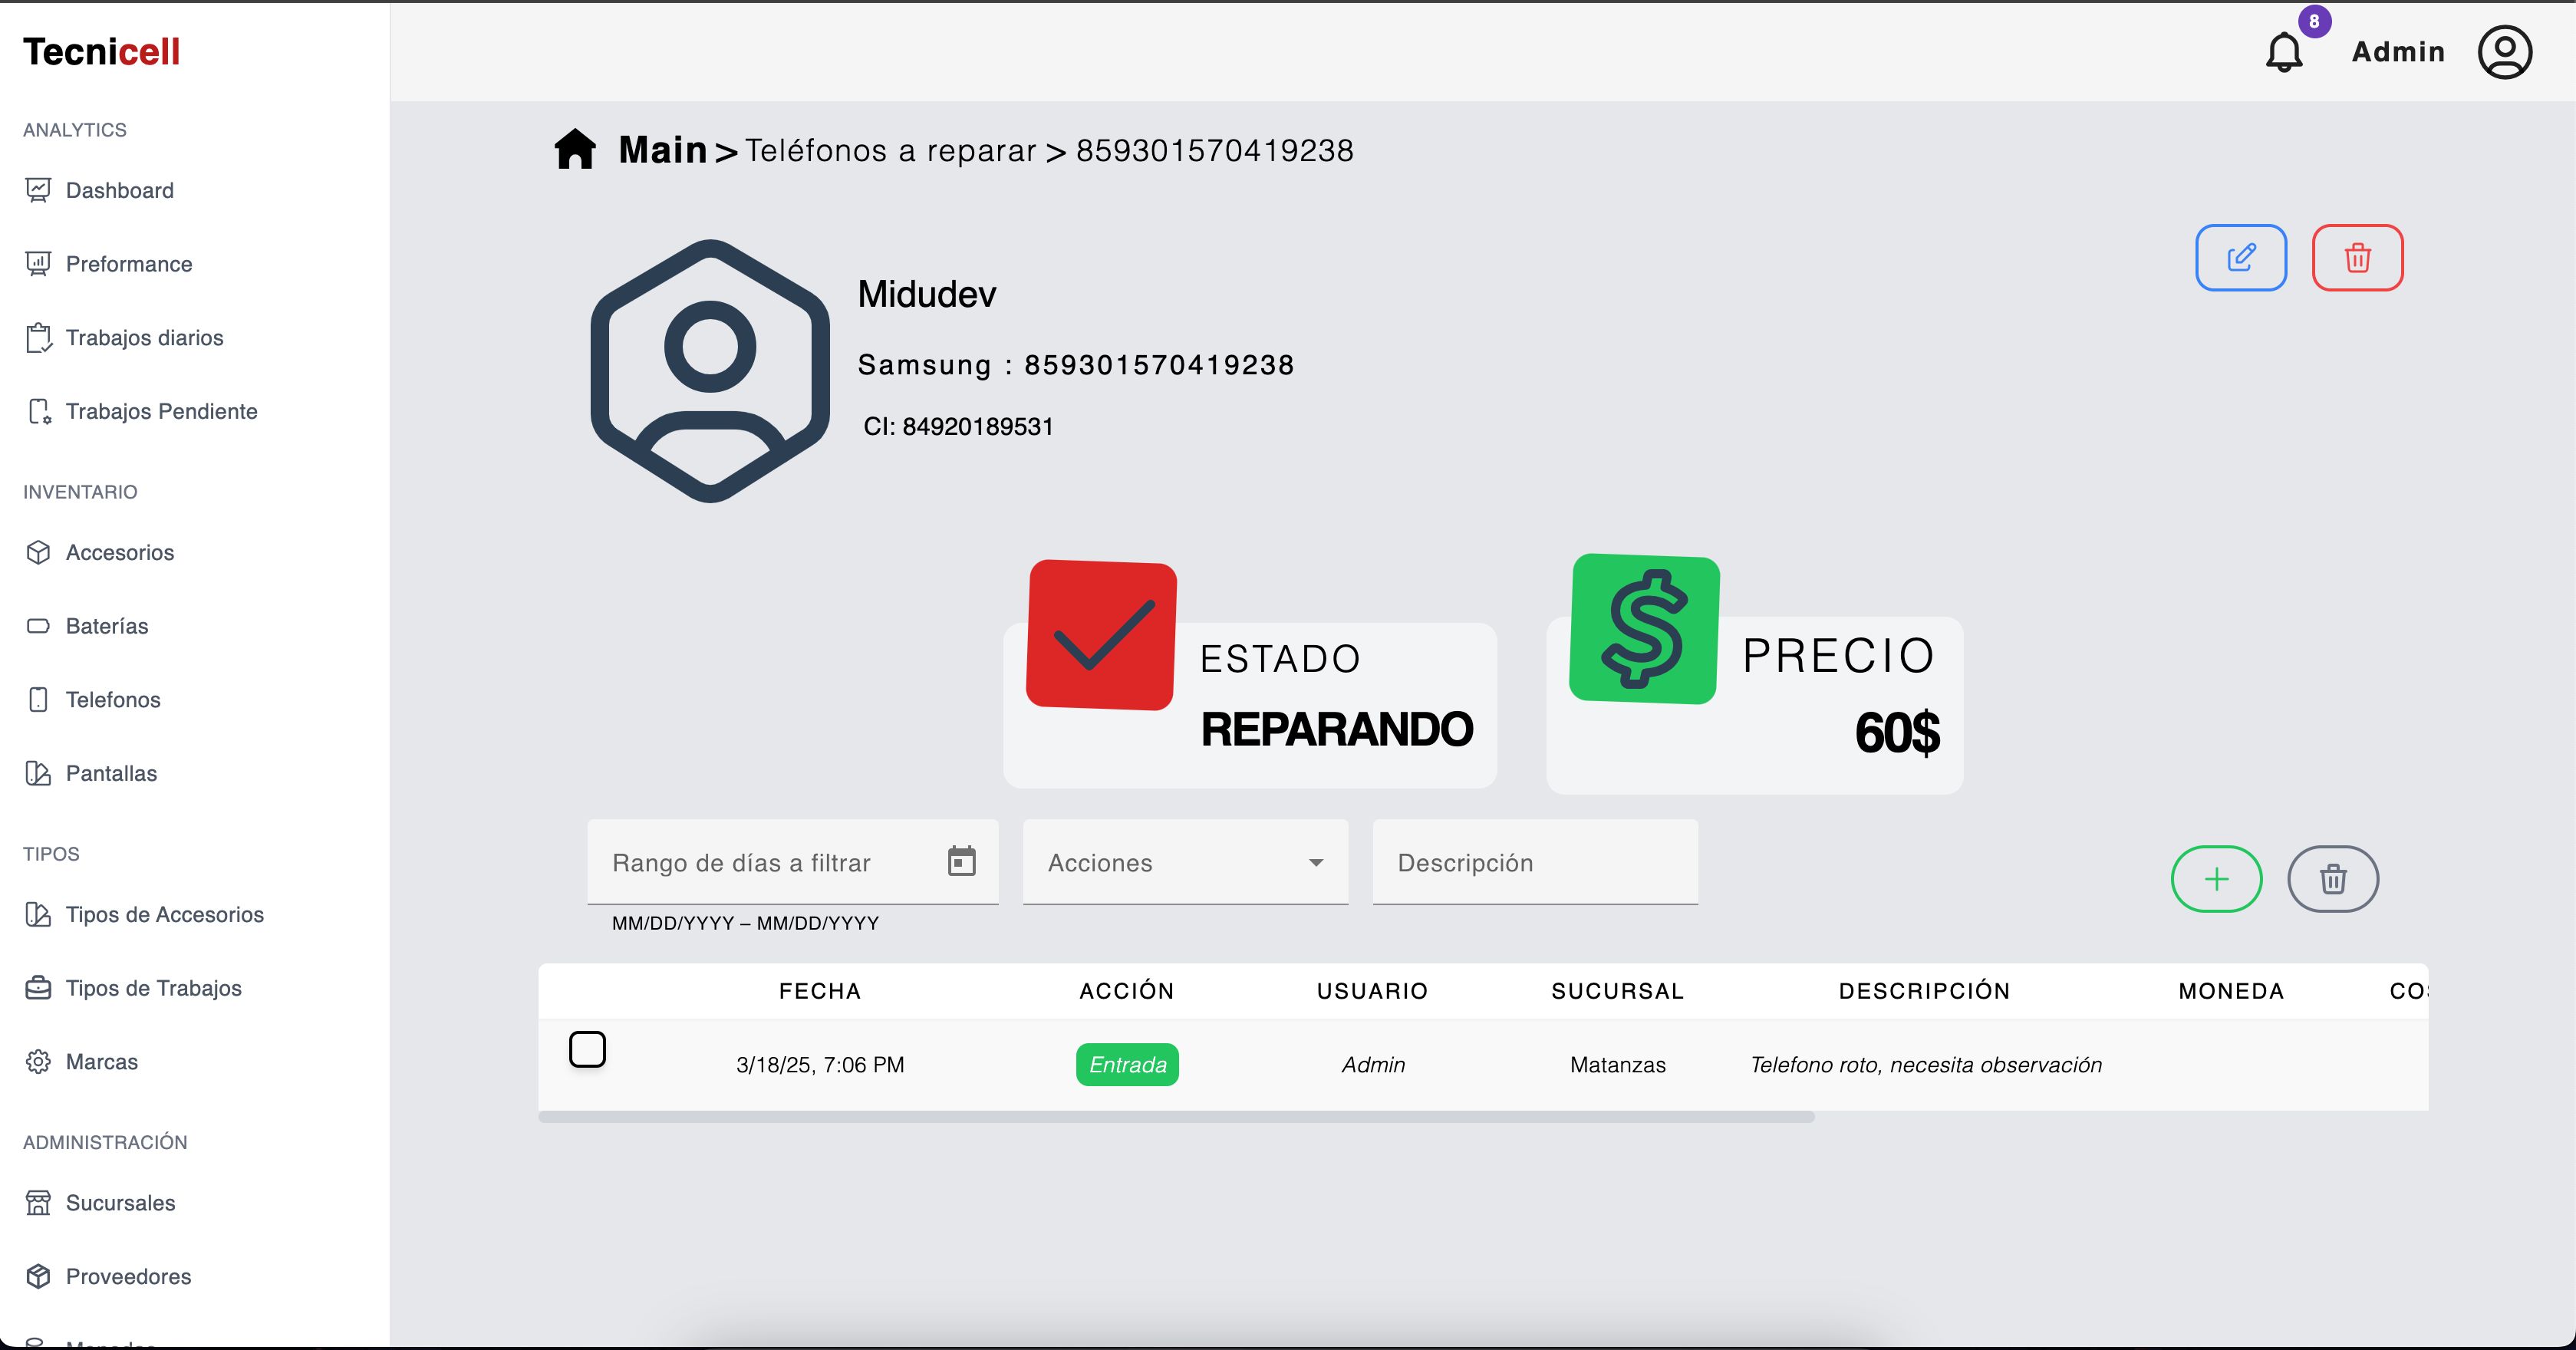 Tecnicell
ANALYTICS
Dashboard
Preformance
Trabajos diarios
Trabajos Pendiente
INVENTARIO
Accesorios
Baterías
Telefonos
Pantallas
TIPOS
Tipos de Accesorios
Tipos de Trabajos
Marcas
ADMINISTRACIÓN
Sucursales
Proveedores
8
Admin
Main > Teléfonos a reparar > 859301570419238
Midudev
Samsung : 859301570419238
CI: 84920189531
ESTADO
REPARANDO
PRECIO
60$
Rango de días a filtrar
MM/DD/YYYY – MM/DD/YYYY
Acciones
Descripción
FECHA ACCIÓN USUARIO SUCURSAL DESCRIPCIÓN MONEDA
3/18/25, 7:06 PM Entrada Admin Matanzas Telefono roto, necesita observación